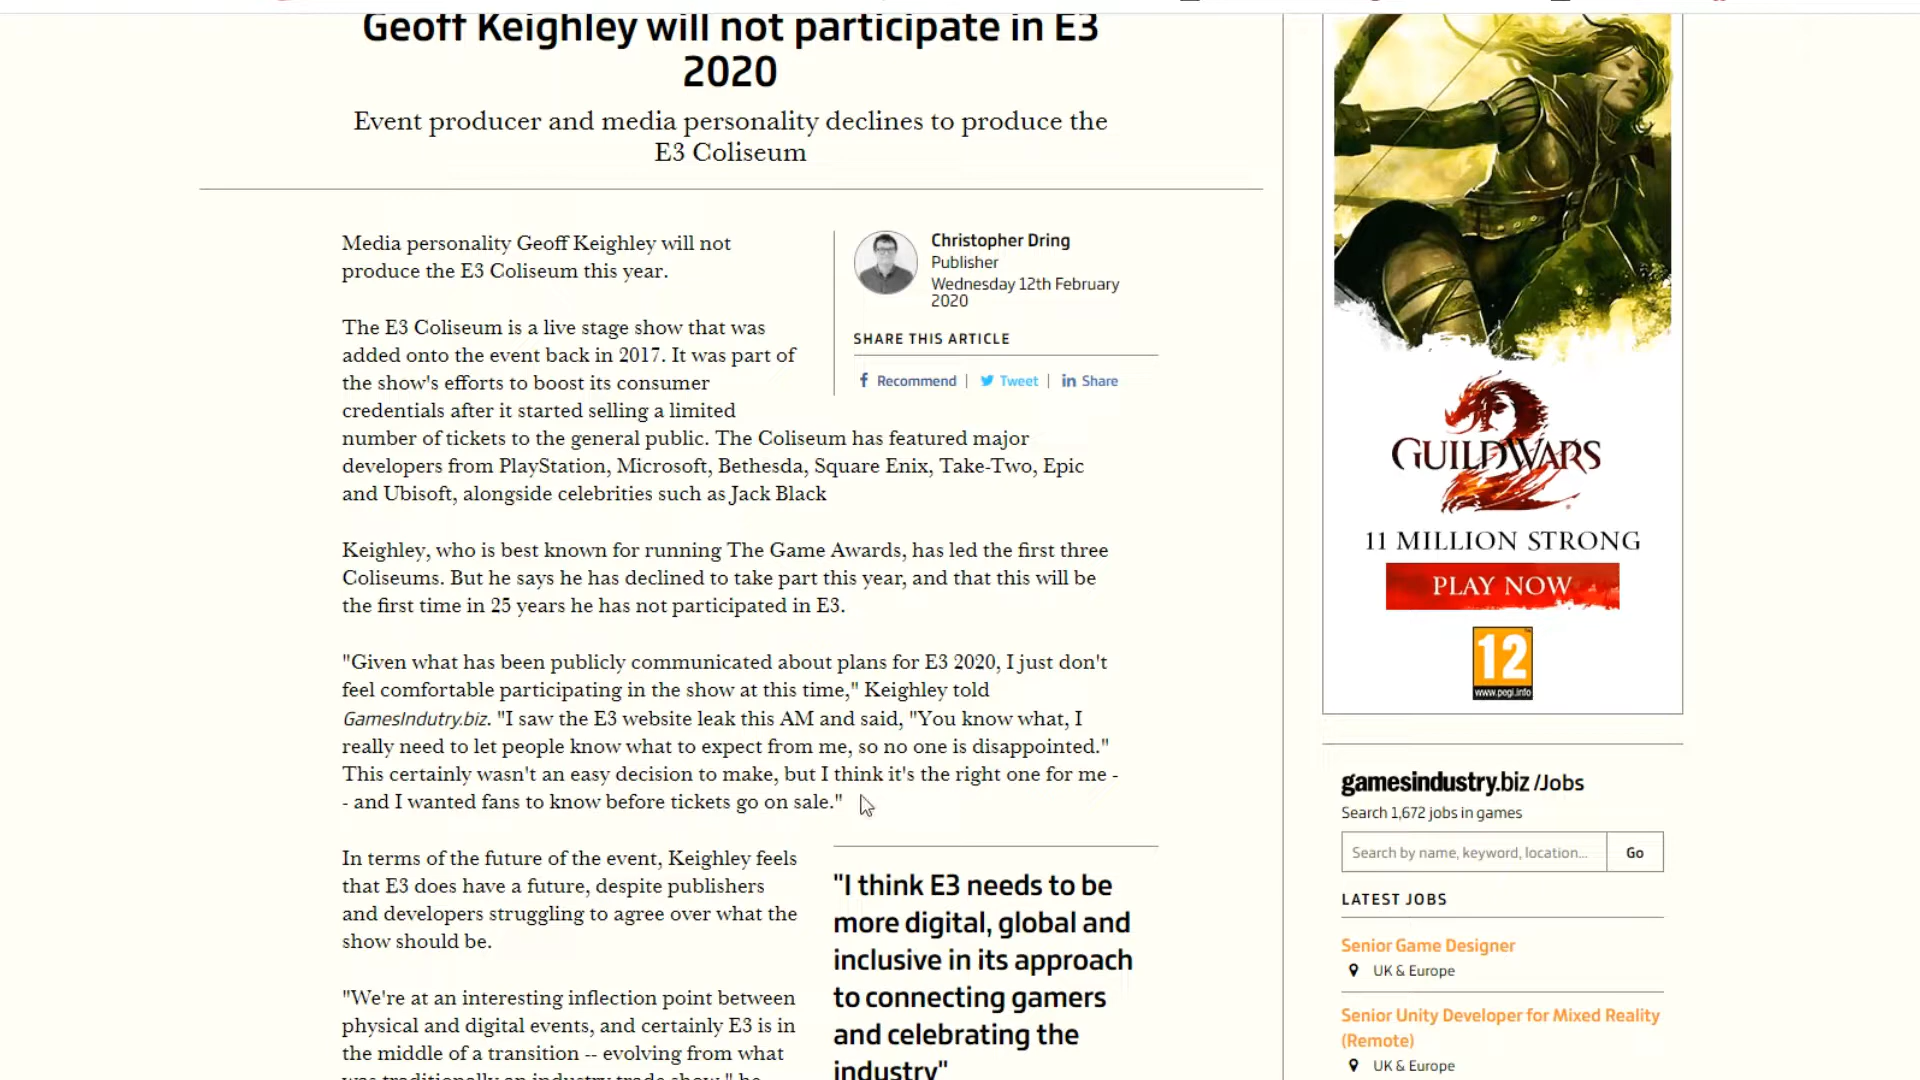 Geoff Keighley will not participate in E3
2020
Event producer and media personality declines to produce the
E3 Coliseum
Media personality Geoff Keighley will not
produce the E3 Coliseum this year.
Christopher Dring
Publisher
Wednesday 12th February
2020
SHARE THIS ARTICLE
Recommend | Tweet | in Share
The E3 Coliseum is a live stage show that was
added onto the event back in 2017. It was part of
the show's efforts to boost its consumer
credentials after it started selling a limited
number of tickets to the general public. The Coliseum has featured major
developers from PlayStation, Microsoft, Bethesda, Square Enix, Take-Two, Epic
and Ubisoft, alongside celebrities such as Jack Black
Keighley, who is best known for running The Game Awards, has led the first three
Coliseums. But he says he has declined to take part this year, and that this will be
the first time in 25 years he has not participated in E3.
"Given what has been publicly communicated about plans for E3 2020, I just don't
feel comfortable participating in the show at this time," Keighley told
GamesIndutry.biz. "I saw the E3 website leak this AM and said, "You know what, I
really need to let people know what to expect from me, so no one is disappointed."
This certainly wasn't an easy decision to make, but I think it's the right one for me -
- and I wanted fans to know before tickets go on sale."
In terms of the future of the event, Keighley feels
that E3 does have a future, despite publishers
and developers struggling to agree over what the
show should be.
"We're at an interesting inflection point between
physical and digital events, and certainly E3 is in
the middle of a transition -- evolving from what
was traditionally an industry trade show," he
"I think E3 needs to be
more digital, global and
inclusive in its approach
to connecting gamers
and celebrating the
industry"
GUILD WARS
2
11 MILLION STRONG
PLAY NOW
12
www.pegi.info
gamesindustry.biz /Jobs
Search 1,672 jobs in games
Search by name, keyword, location...
Go
LATEST JOBS
Senior Game Designer
UK & Europe
Senior Unity Developer for Mixed Reality
(Remote)
UK & Europe